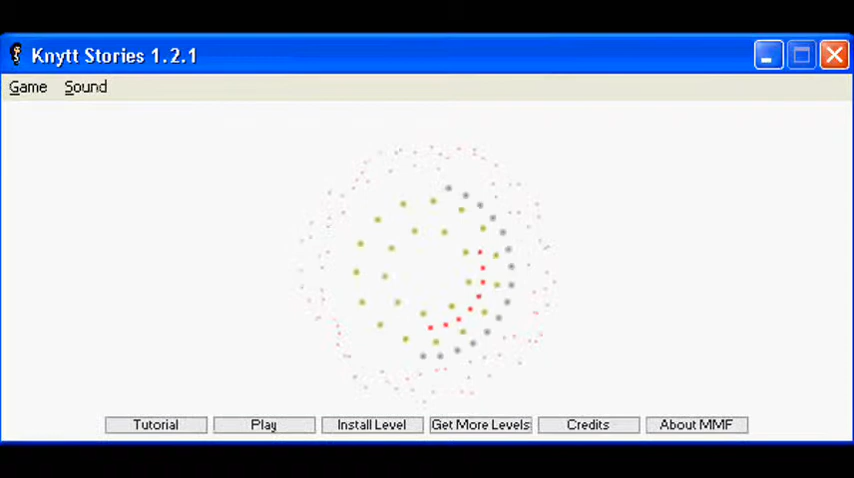 Knytt Stories 1.2.1
Game Sound
Tutorial Play Install Level Get More Levels Credits About MMF